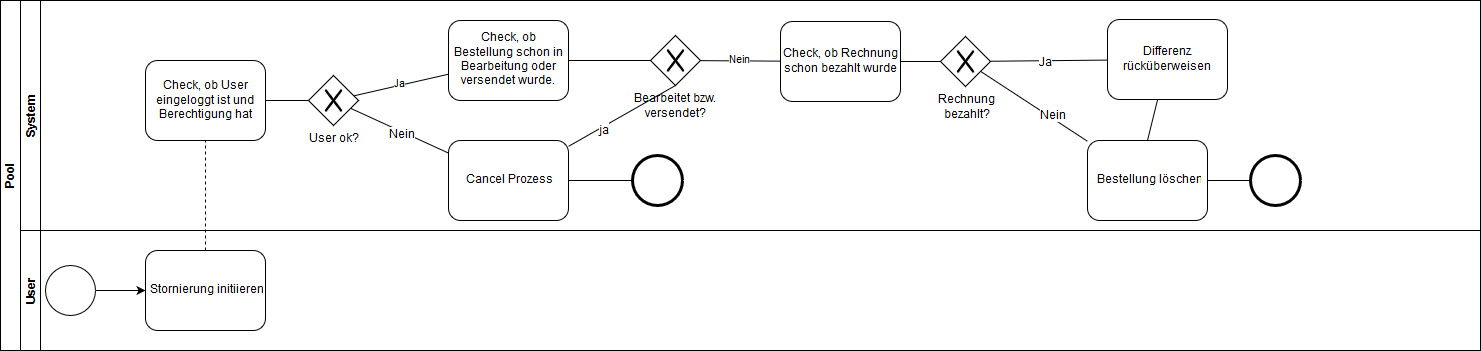 Pool
System
Check, ob User
eingeloggt ist und
Berechtigung hat
User ok?
Ja
Nein
Check, ob
Bestellung schon in
Bearbeitung oder
versendet wurde.
Cancel Prozess
ja
Bearbeitet bzw.
versendet?
Nein
Check, ob Rechnung
schon bezahlt wurde
Rechnung
bezahlt?
Ja
Nein
Differenz
rücküberweisen
Bestellung löschen
User
Stornierung initiieren